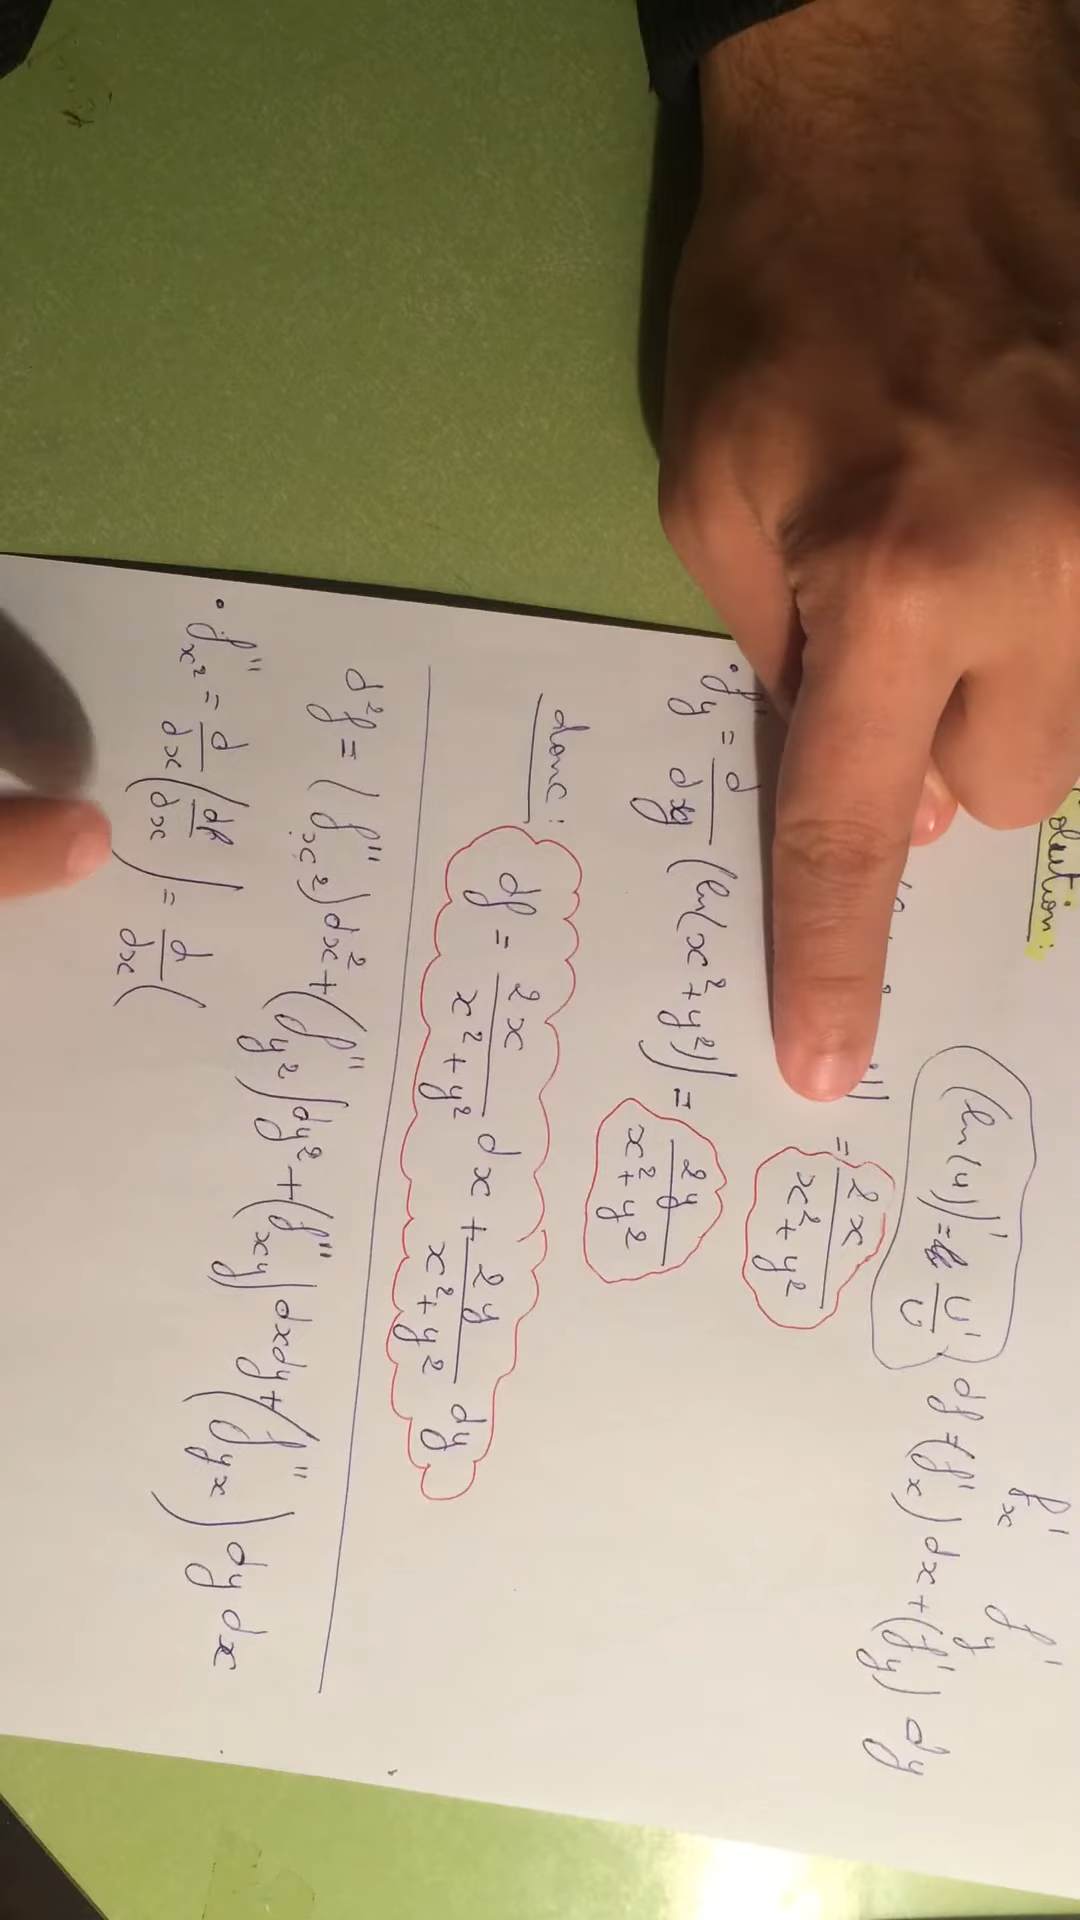 olution:
f'x f'y
(ln(u))' = u'/u df = (f'x) dx + (f'y) dy
= 2x/(x²+y²)
• f'y = ∂/∂y (ln(x²+y²)) = 2y/(x²+y²)
donc:
df = 2x/(x²+y²) dx + 2y/(x²+y²) dy
d²f = (f''x²) dx² + (f''y²) dy² + (f''xy) dxdy + (f''yx) dy dx
• f''x² = ∂/∂x (∂f/∂x) = ∂/∂x (